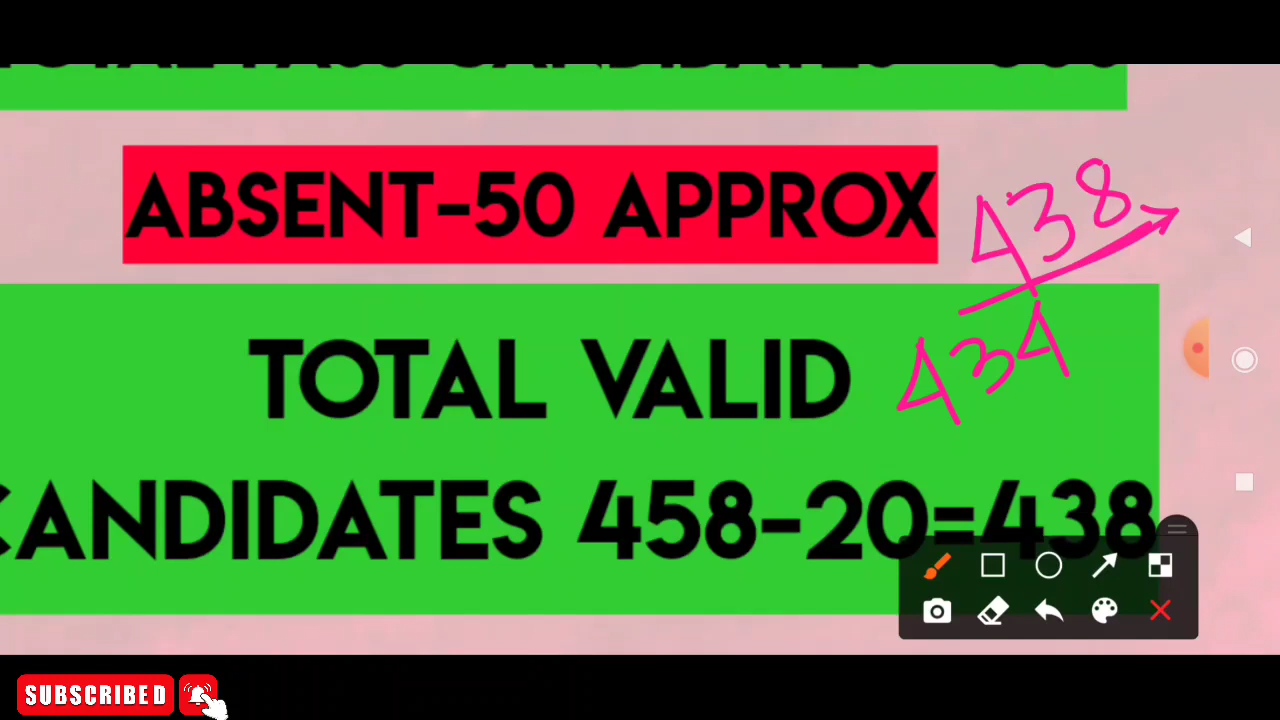 ABSENT-50 APPROX
438
434
TOTAL VALID
CANDIDATES 458-20=438
SUBSCRIBED